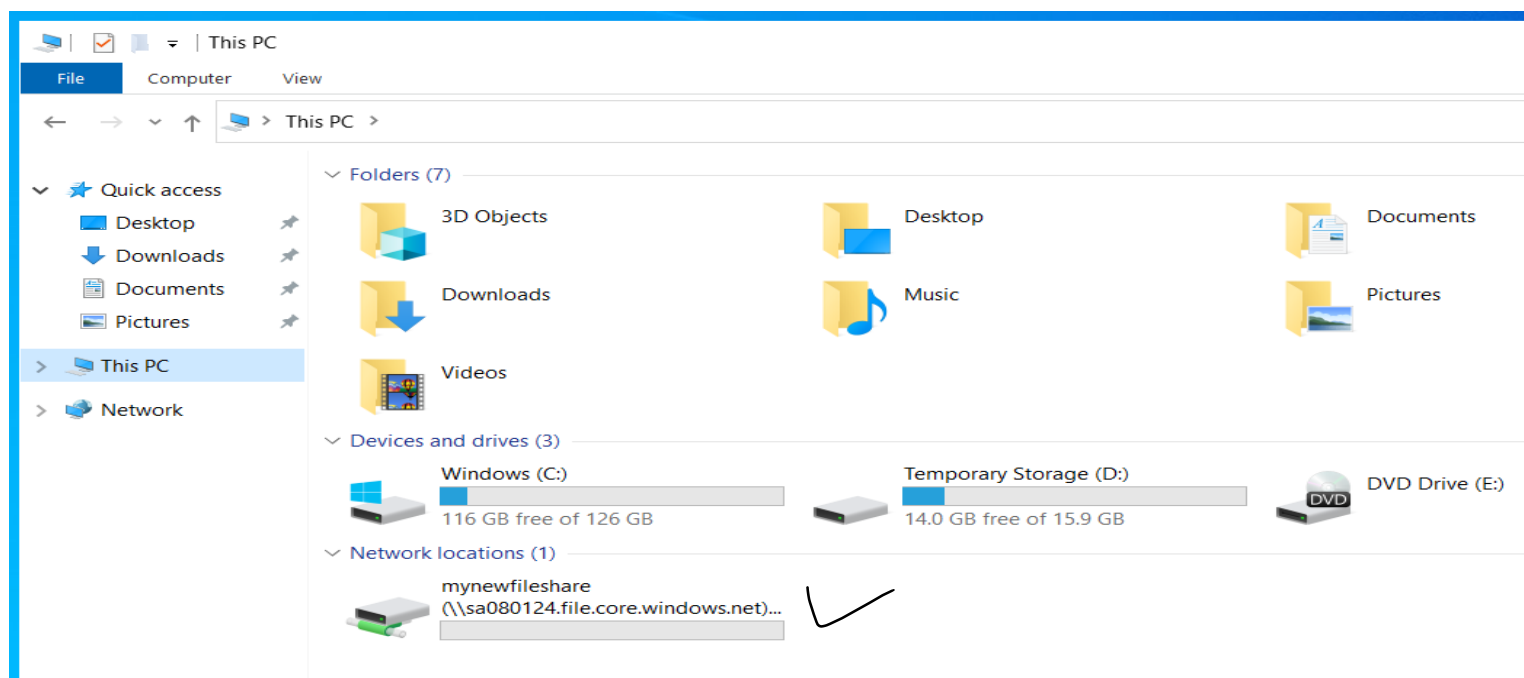 This PC
File Computer View
This PC
Quick access
Desktop
Downloads
Documents
Pictures
This PC
Network
Folders (7)
3D Objects
Desktop
Documents
Downloads
Music
Pictures
Videos
Devices and drives (3)
Windows (C:)
116 GB free of 126 GB
Temporary Storage (D:)
14.0 GB free of 15.9 GB
DVD
DVD Drive (E:)
Network locations (1)
mynewfileshare
(\\sa080124.file.core.windows.net)...